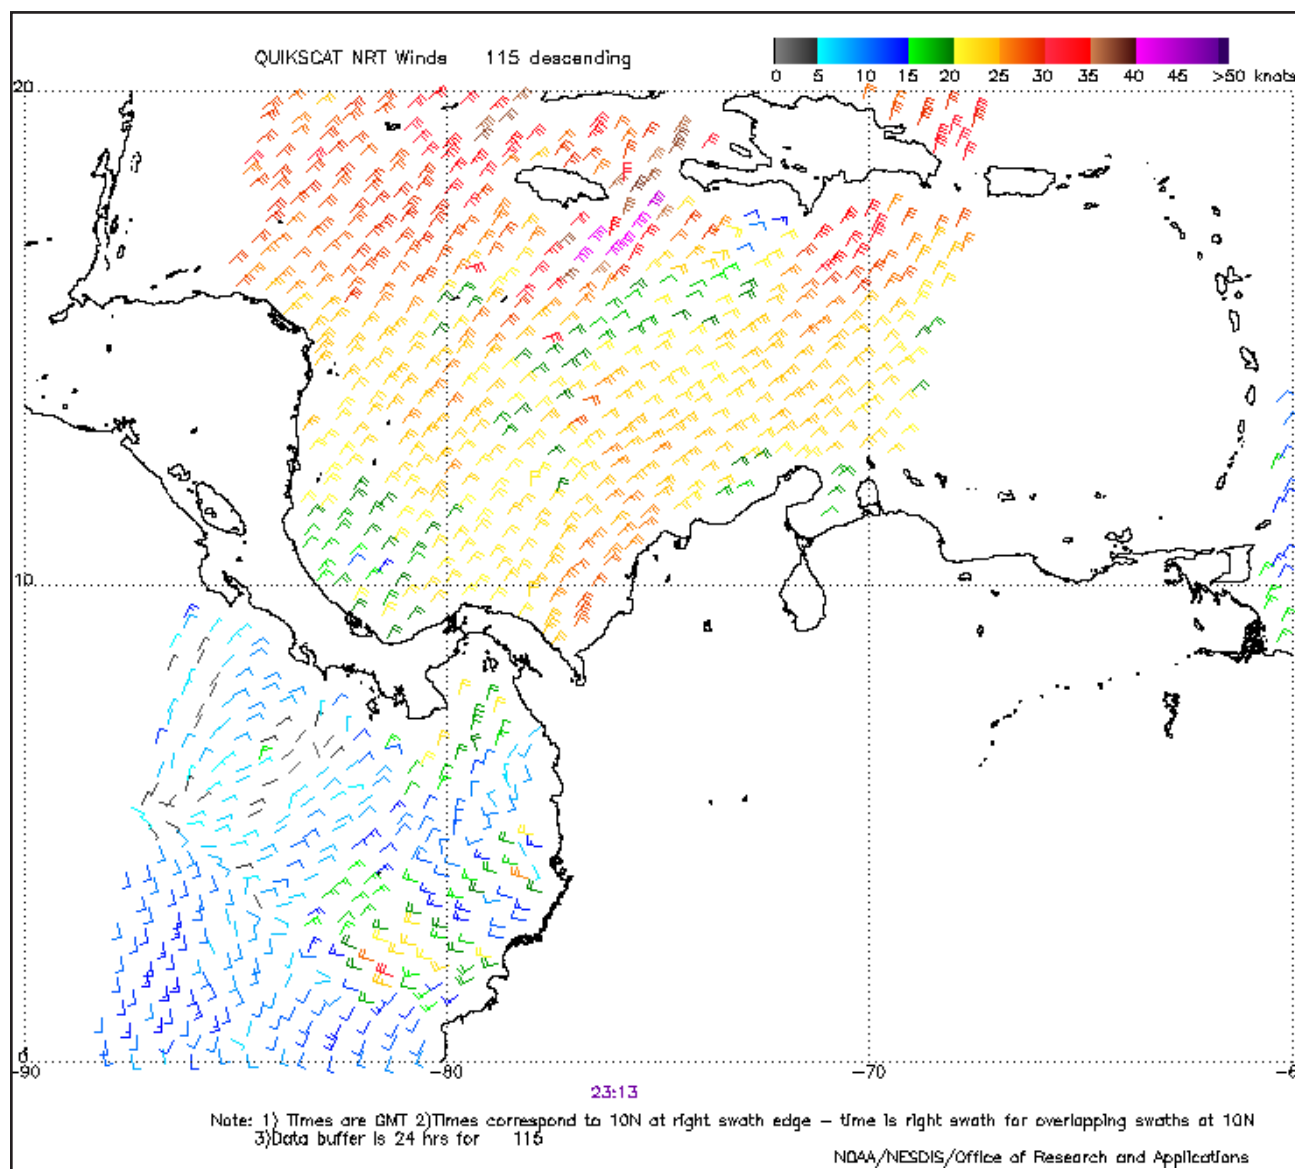 QUIKSCAT NRT Winds 115 descending
0 5 10 15 20 25 30 35 40 45 >50 knots
20
10
0
-90 -80 -70 -6
23:13
Note: 1) Times are GMT 2)Times correspond to 10N at right swath edge - time is right swath for overlapping swaths at 10N
3)Data buffer is 24 hrs for 115
NOAA/NESDIS/Office of Research and Applications